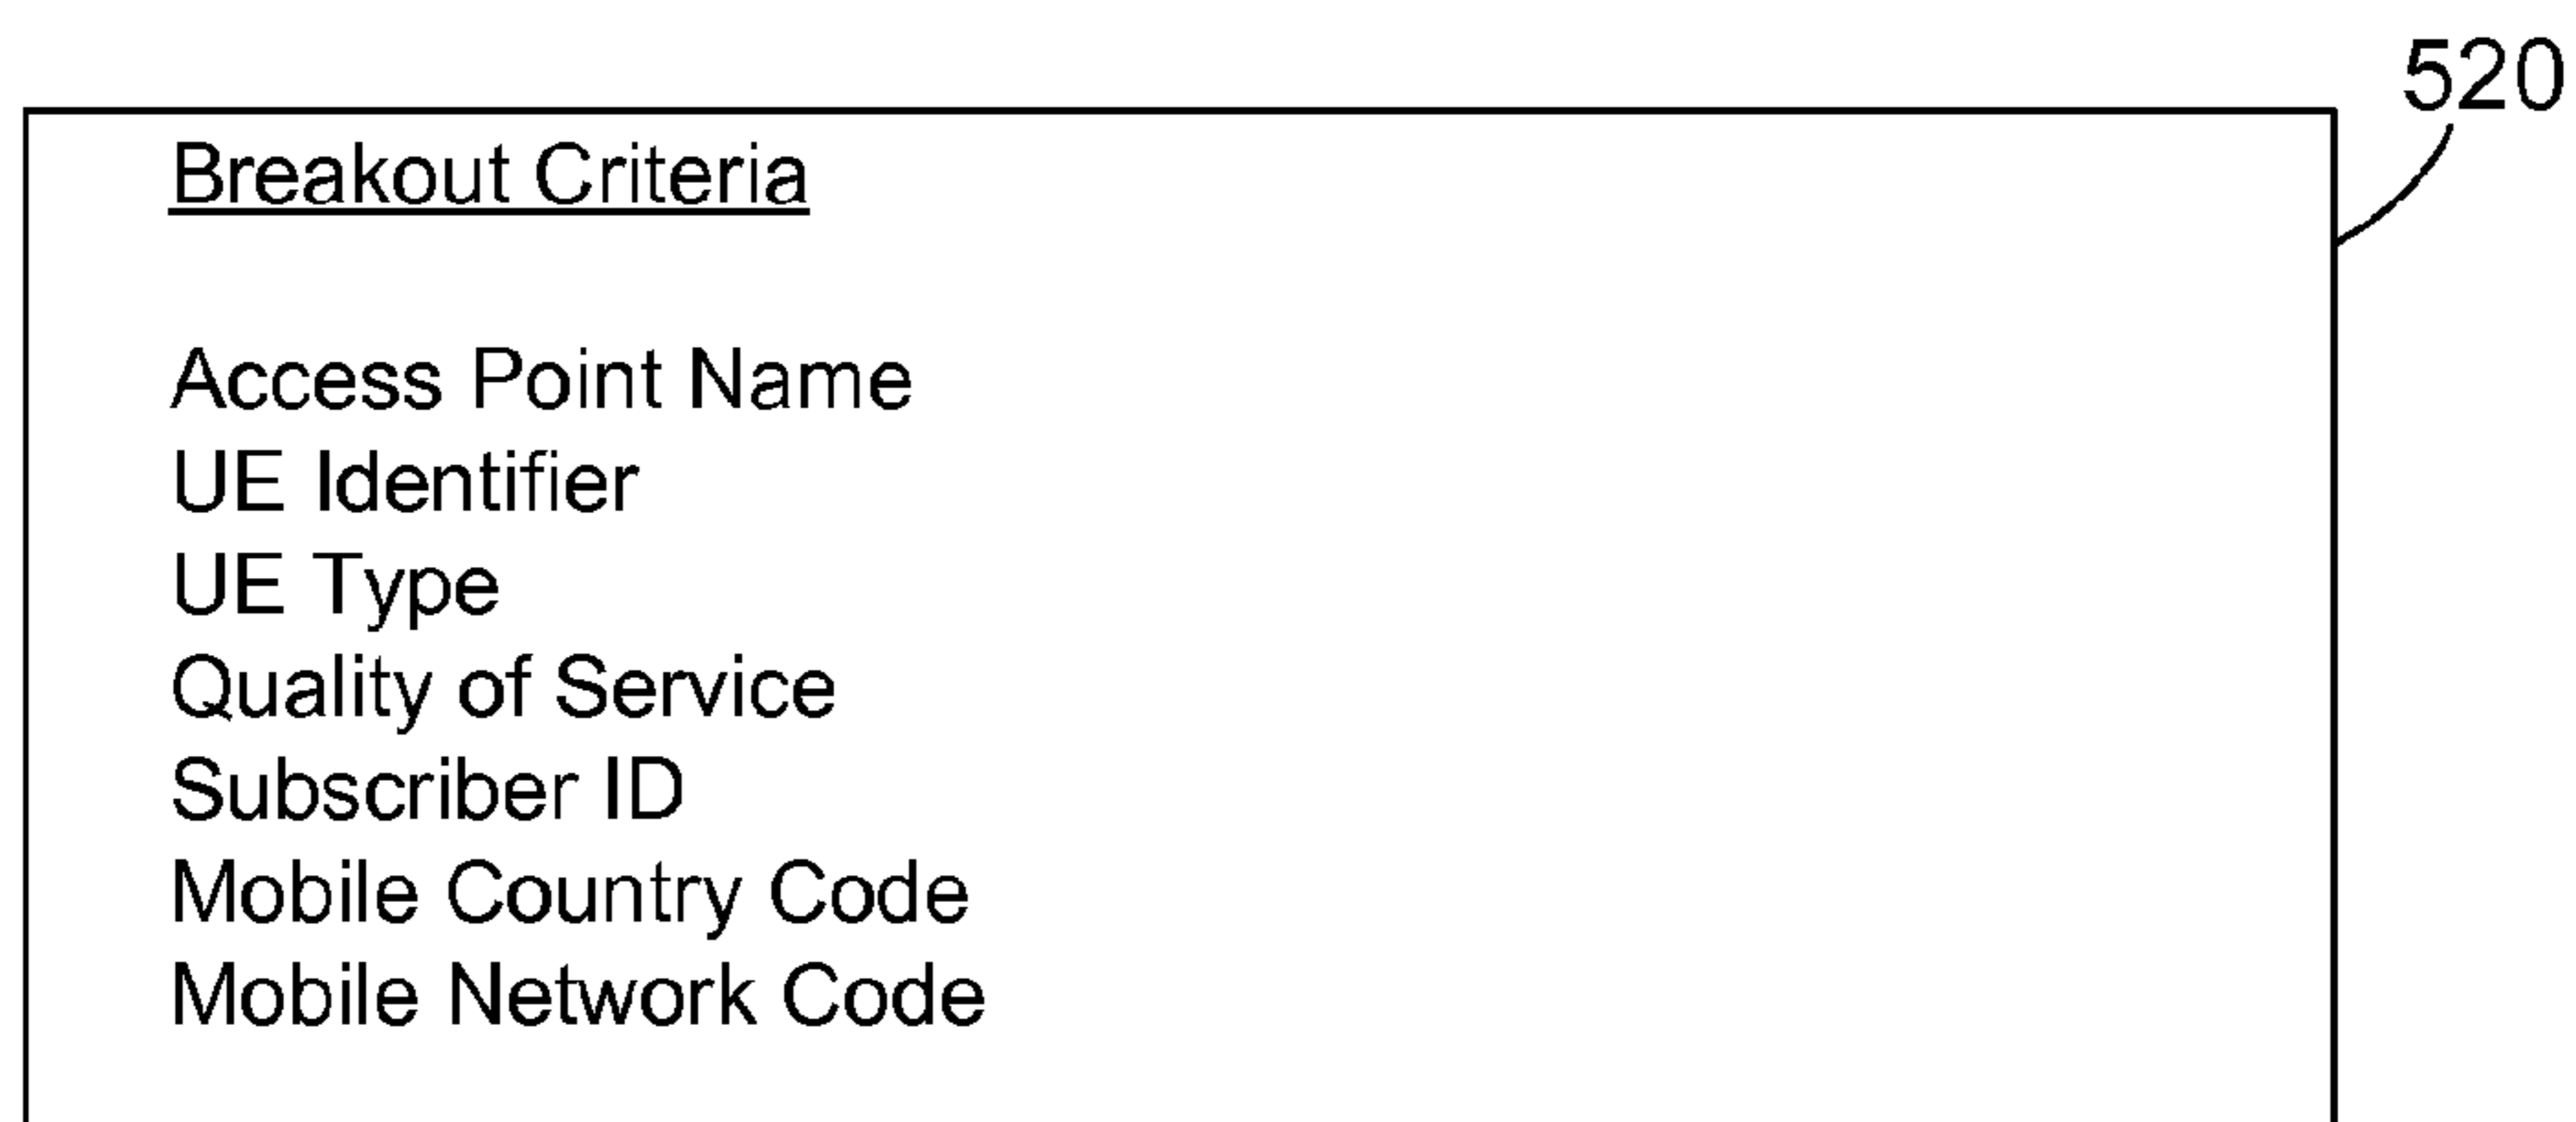 520
Breakout Criteria
Access Point Name
UE Identifier
UE Type
Quality of Service
Subscriber ID
Mobile Country Code
Mobile Network Code